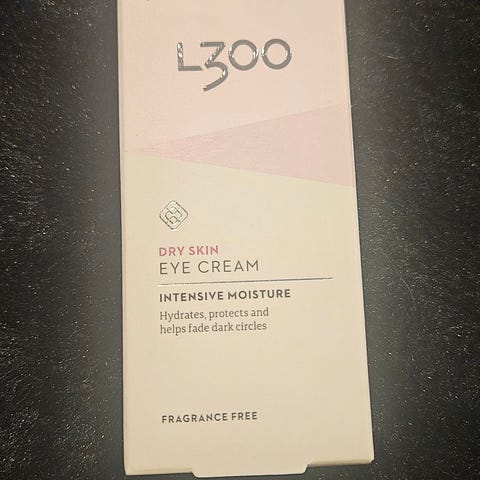 L300
DRY SKIN
EYE CREAM
INTENSIVE MOISTURE
Hydrates, protects and
helps fade dark circles
FRAGRANCE FREE